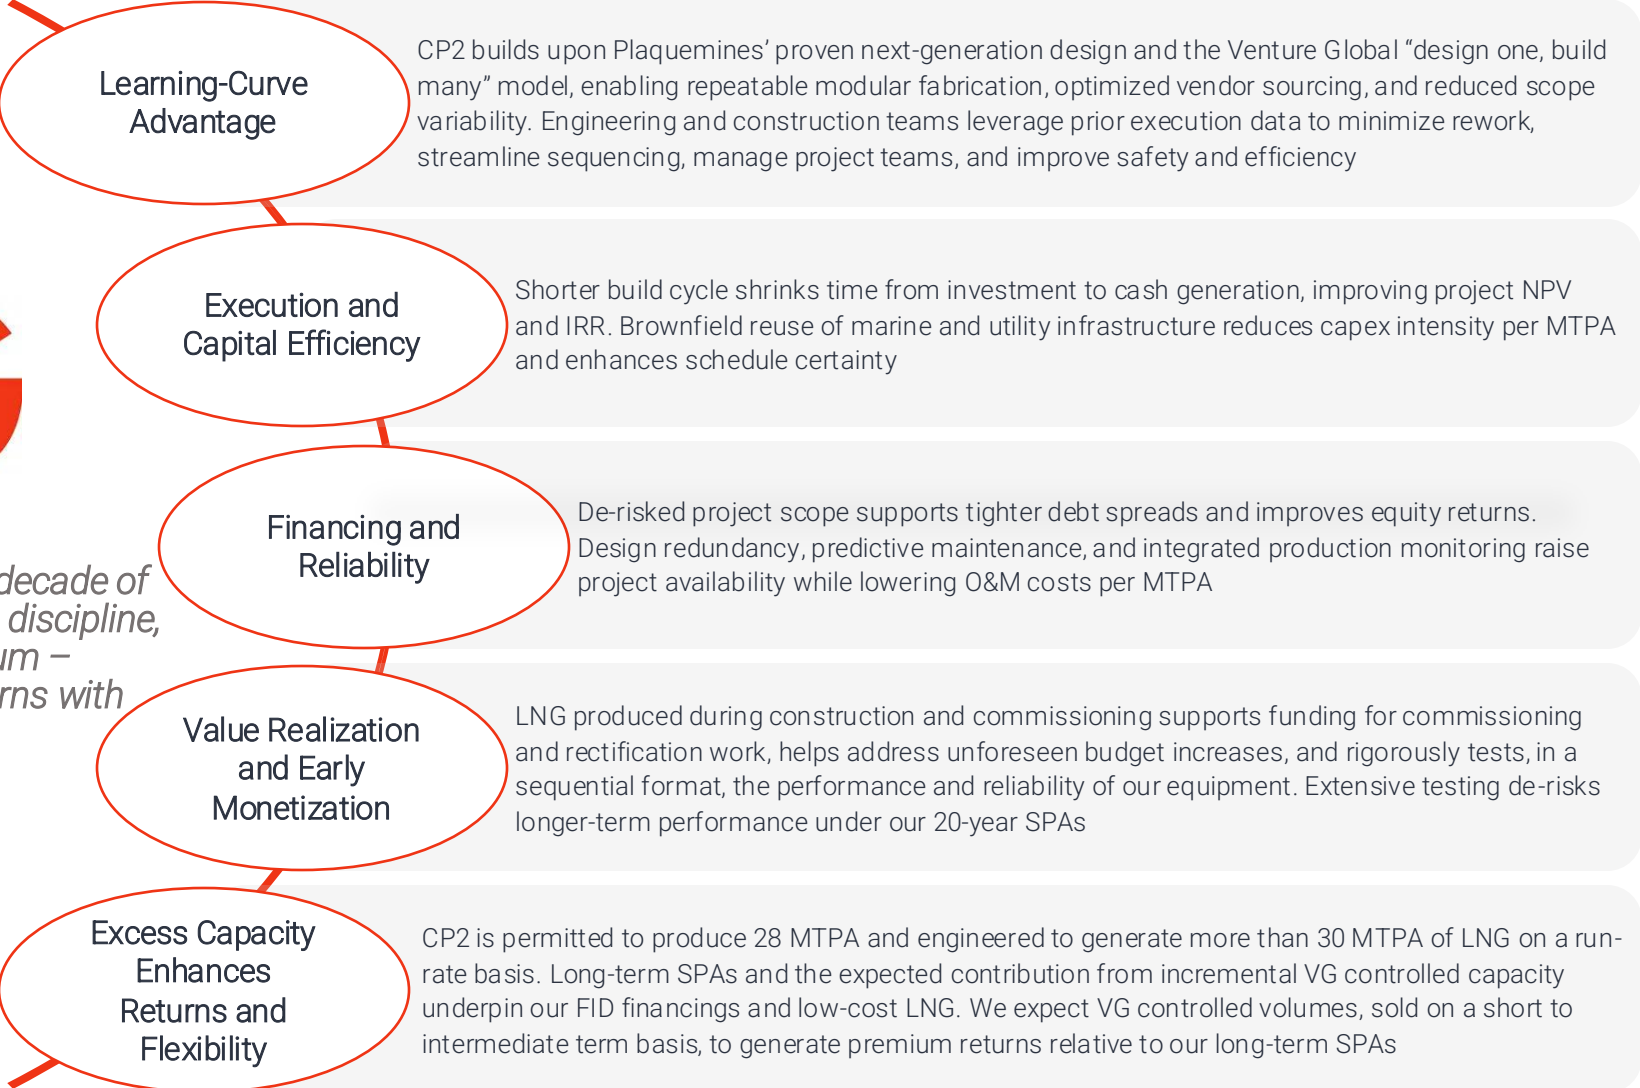 Learning-Curve
Advantage
CP2 builds upon Plaquemines’ proven next-generation design and the Venture Global “design one, build
many” model, enabling repeatable modular fabrication, optimized vendor sourcing, and reduced scope
variability. Engineering and construction teams leverage prior execution data to minimize rework,
streamline sequencing, manage project teams, and improve safety and efficiency
Execution and
Capital Efficiency
Shorter build cycle shrinks time from investment to cash generation, improving project NPV
and IRR. Brownfield reuse of marine and utility infrastructure reduces capex intensity per MTPA
and enhances schedule certainty
Financing and
Reliability
De-risked project scope supports tighter debt spreads and improves equity returns.
Design redundancy, predictive maintenance, and integrated production monitoring raise
project availability while lowering O&M costs per MTPA
decade of
discipline,
um –
rns with
Value Realization
and Early
Monetization
LNG produced during construction and commissioning supports funding for commissioning
and rectification work, helps address unforeseen budget increases, and rigorously tests, in a
sequential format, the performance and reliability of our equipment. Extensive testing de-risks
longer-term performance under our 20-year SPAs
Excess Capacity
Enhances
Returns and
Flexibility
CP2 is permitted to produce 28 MTPA and engineered to generate more than 30 MTPA of LNG on a run-
rate basis. Long-term SPAs and the expected contribution from incremental VG controlled capacity
underpin our FID financings and low-cost LNG. We expect VG controlled volumes, sold on a short to
intermediate term basis, to generate premium returns relative to our long-term SPAs